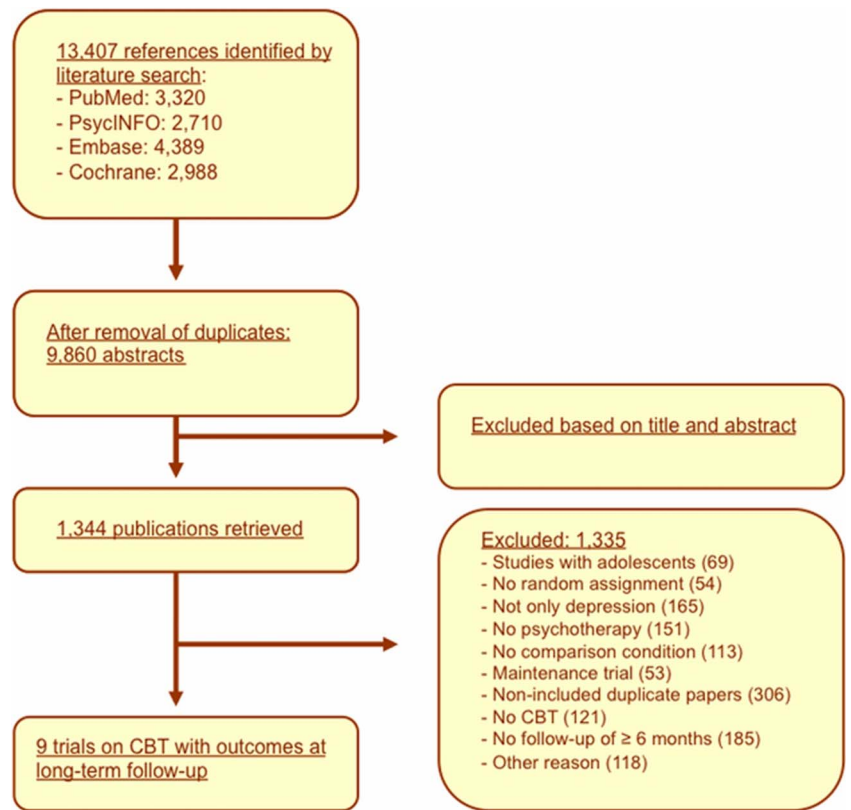 13,407 references identified by
literature search:
- PubMed: 3,320
- PsycINFO: 2,710
- Embase: 4,389
- Cochrane: 2,988
After removal of duplicates:
9,860 abstracts
Excluded based on title and abstract
1,344 publications retrieved
Excluded: 1,335
- Studies with adolescents (69)
- No random assignment (54)
- Not only depression (165)
- No psychotherapy (151)
- No comparison condition (113)
- Maintenance trial (53)
- Non-included duplicate papers (306)
- No CBT (121)
- No follow-up of ≥ 6 months (185)
- Other reason (118)
9 trials on CBT with outcomes at
long-term follow-up